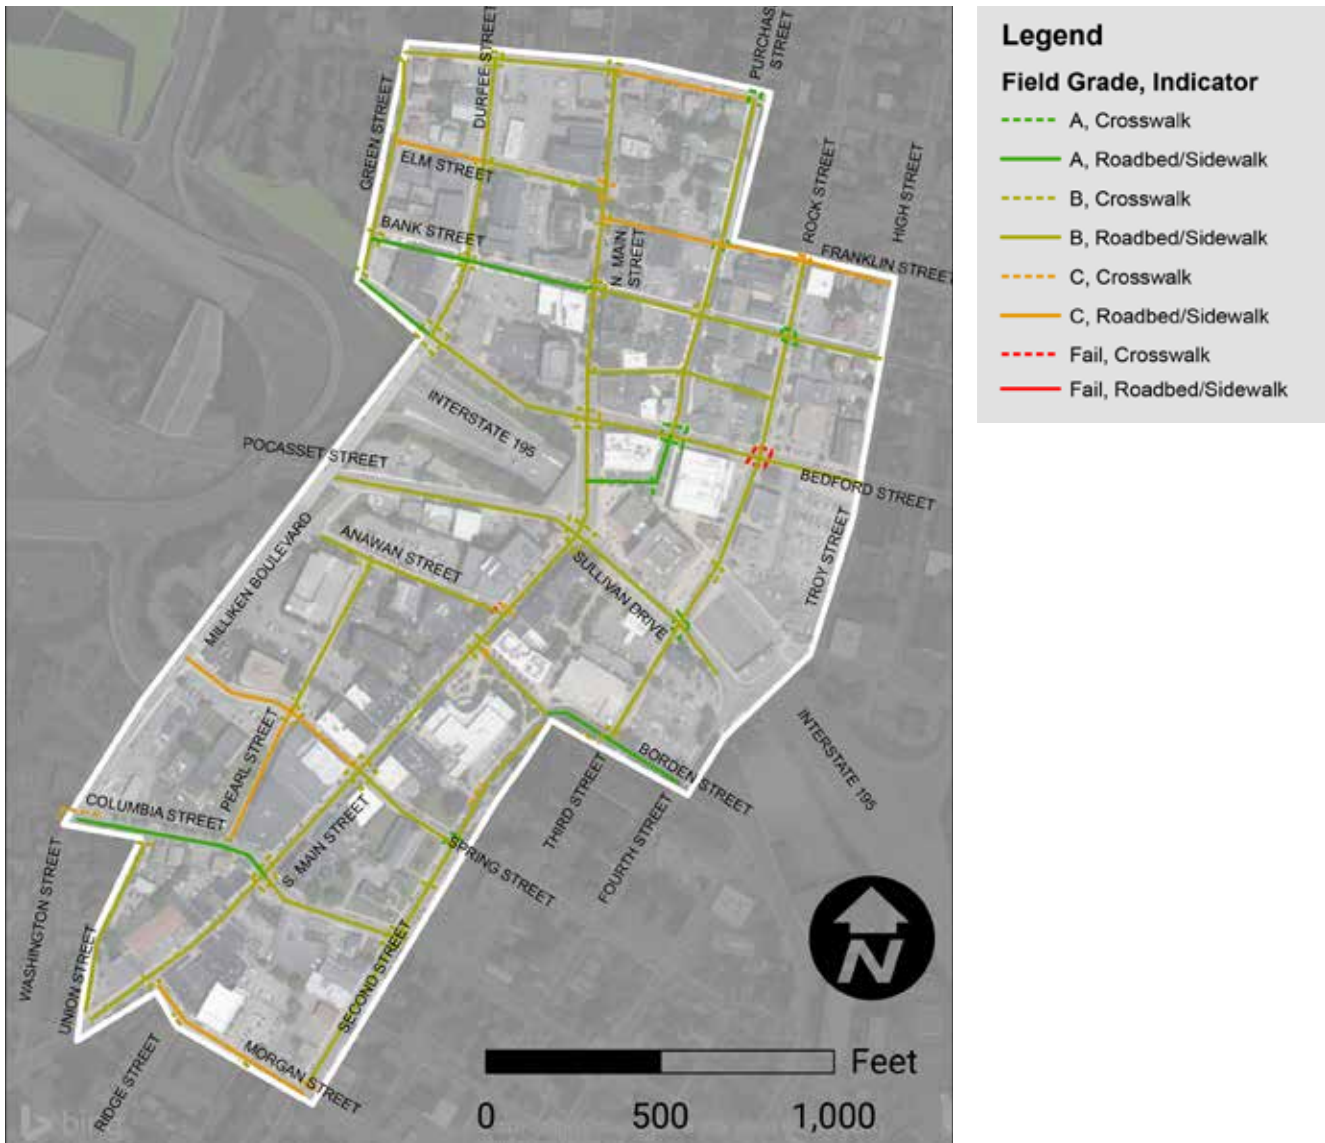 Legend
Field Grade, Indicator
A, Crosswalk
A, Roadbed/Sidewalk
B, Crosswalk
B, Roadbed/Sidewalk
C, Crosswalk
C, Roadbed/Sidewalk
Fail, Crosswalk
Fail, Roadbed/Sidewalk
DURFEE STREET
STREET
GREEN STREET
ELM STREET
ROCK STREET
HIGH STREET
BANK STREET
N. MAIN
STREET
FRANKLIN STREET
INTERSTATE 195
POCASSET STREET
BEDFORD STREET
MILLIKEN BOULEVARD
ANAWAN STREET
SULLIVAN DRIVE
TROY STREET
INTERSTATE 195
PEARL STREET
BORDEN STREET
COLUMBIA STREET
S. MAIN STREET
THIRD STREET
FOURTH STREET
SPRING STREET
WASHINGTON STREET
UNION STREET
SECOND STREET
RIDGE STREET
MORGAN STREET
N
Feet
0 500 1,000